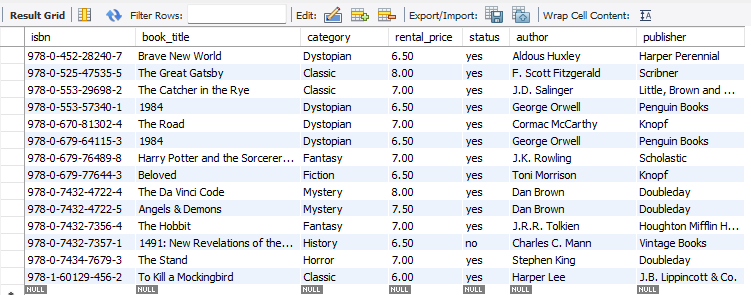 Result Grid Filter Rows: Edit: Export/Import: Wrap Cell Content: IA
isbn book_title category rental_price status author publisher
978-0-452-28240-7 Brave New World Dystopian 6.50 yes Aldous Huxley Harper Perennial
978-0-525-47535-5 The Great Gatsby Classic 8.00 yes F. Scott Fitzgerald Scribner
978-0-553-29698-2 The Catcher in the Rye Classic 7.00 yes J.D. Salinger Little, Brown and ...
978-0-553-57340-1 1984 Dystopian 6.50 yes George Orwell Penguin Books
978-0-670-81302-4 The Road Dystopian 7.00 yes Cormac McCarthy Knopf
978-0-679-64115-3 1984 Dystopian 6.50 yes George Orwell Penguin Books
978-0-679-76489-8 Harry Potter and the Sorcerer... Fantasy 7.00 yes J.K. Rowling Scholastic
978-0-679-77644-3 Beloved Fiction 6.50 yes Toni Morrison Knopf
978-0-7432-4722-4 The Da Vinci Code Mystery 8.00 yes Dan Brown Doubleday
978-0-7432-4722-5 Angels & Demons Mystery 7.50 yes Dan Brown Doubleday
978-0-7432-7356-4 The Hobbit Fantasy 7.00 yes J.R.R. Tolkien Houghton Mifflin H...
978-0-7432-7357-1 1491: New Revelations of the... History 6.50 no Charles C. Mann Vintage Books
978-0-7434-7679-3 The Stand Horror 7.00 yes Stephen King Doubleday
978-1-60129-456-2 To Kill a Mockingbird Classic 6.00 yes Harper Lee J.B. Lippincott & Co.
NULL NULL NULL NULL NULL NULL NULL